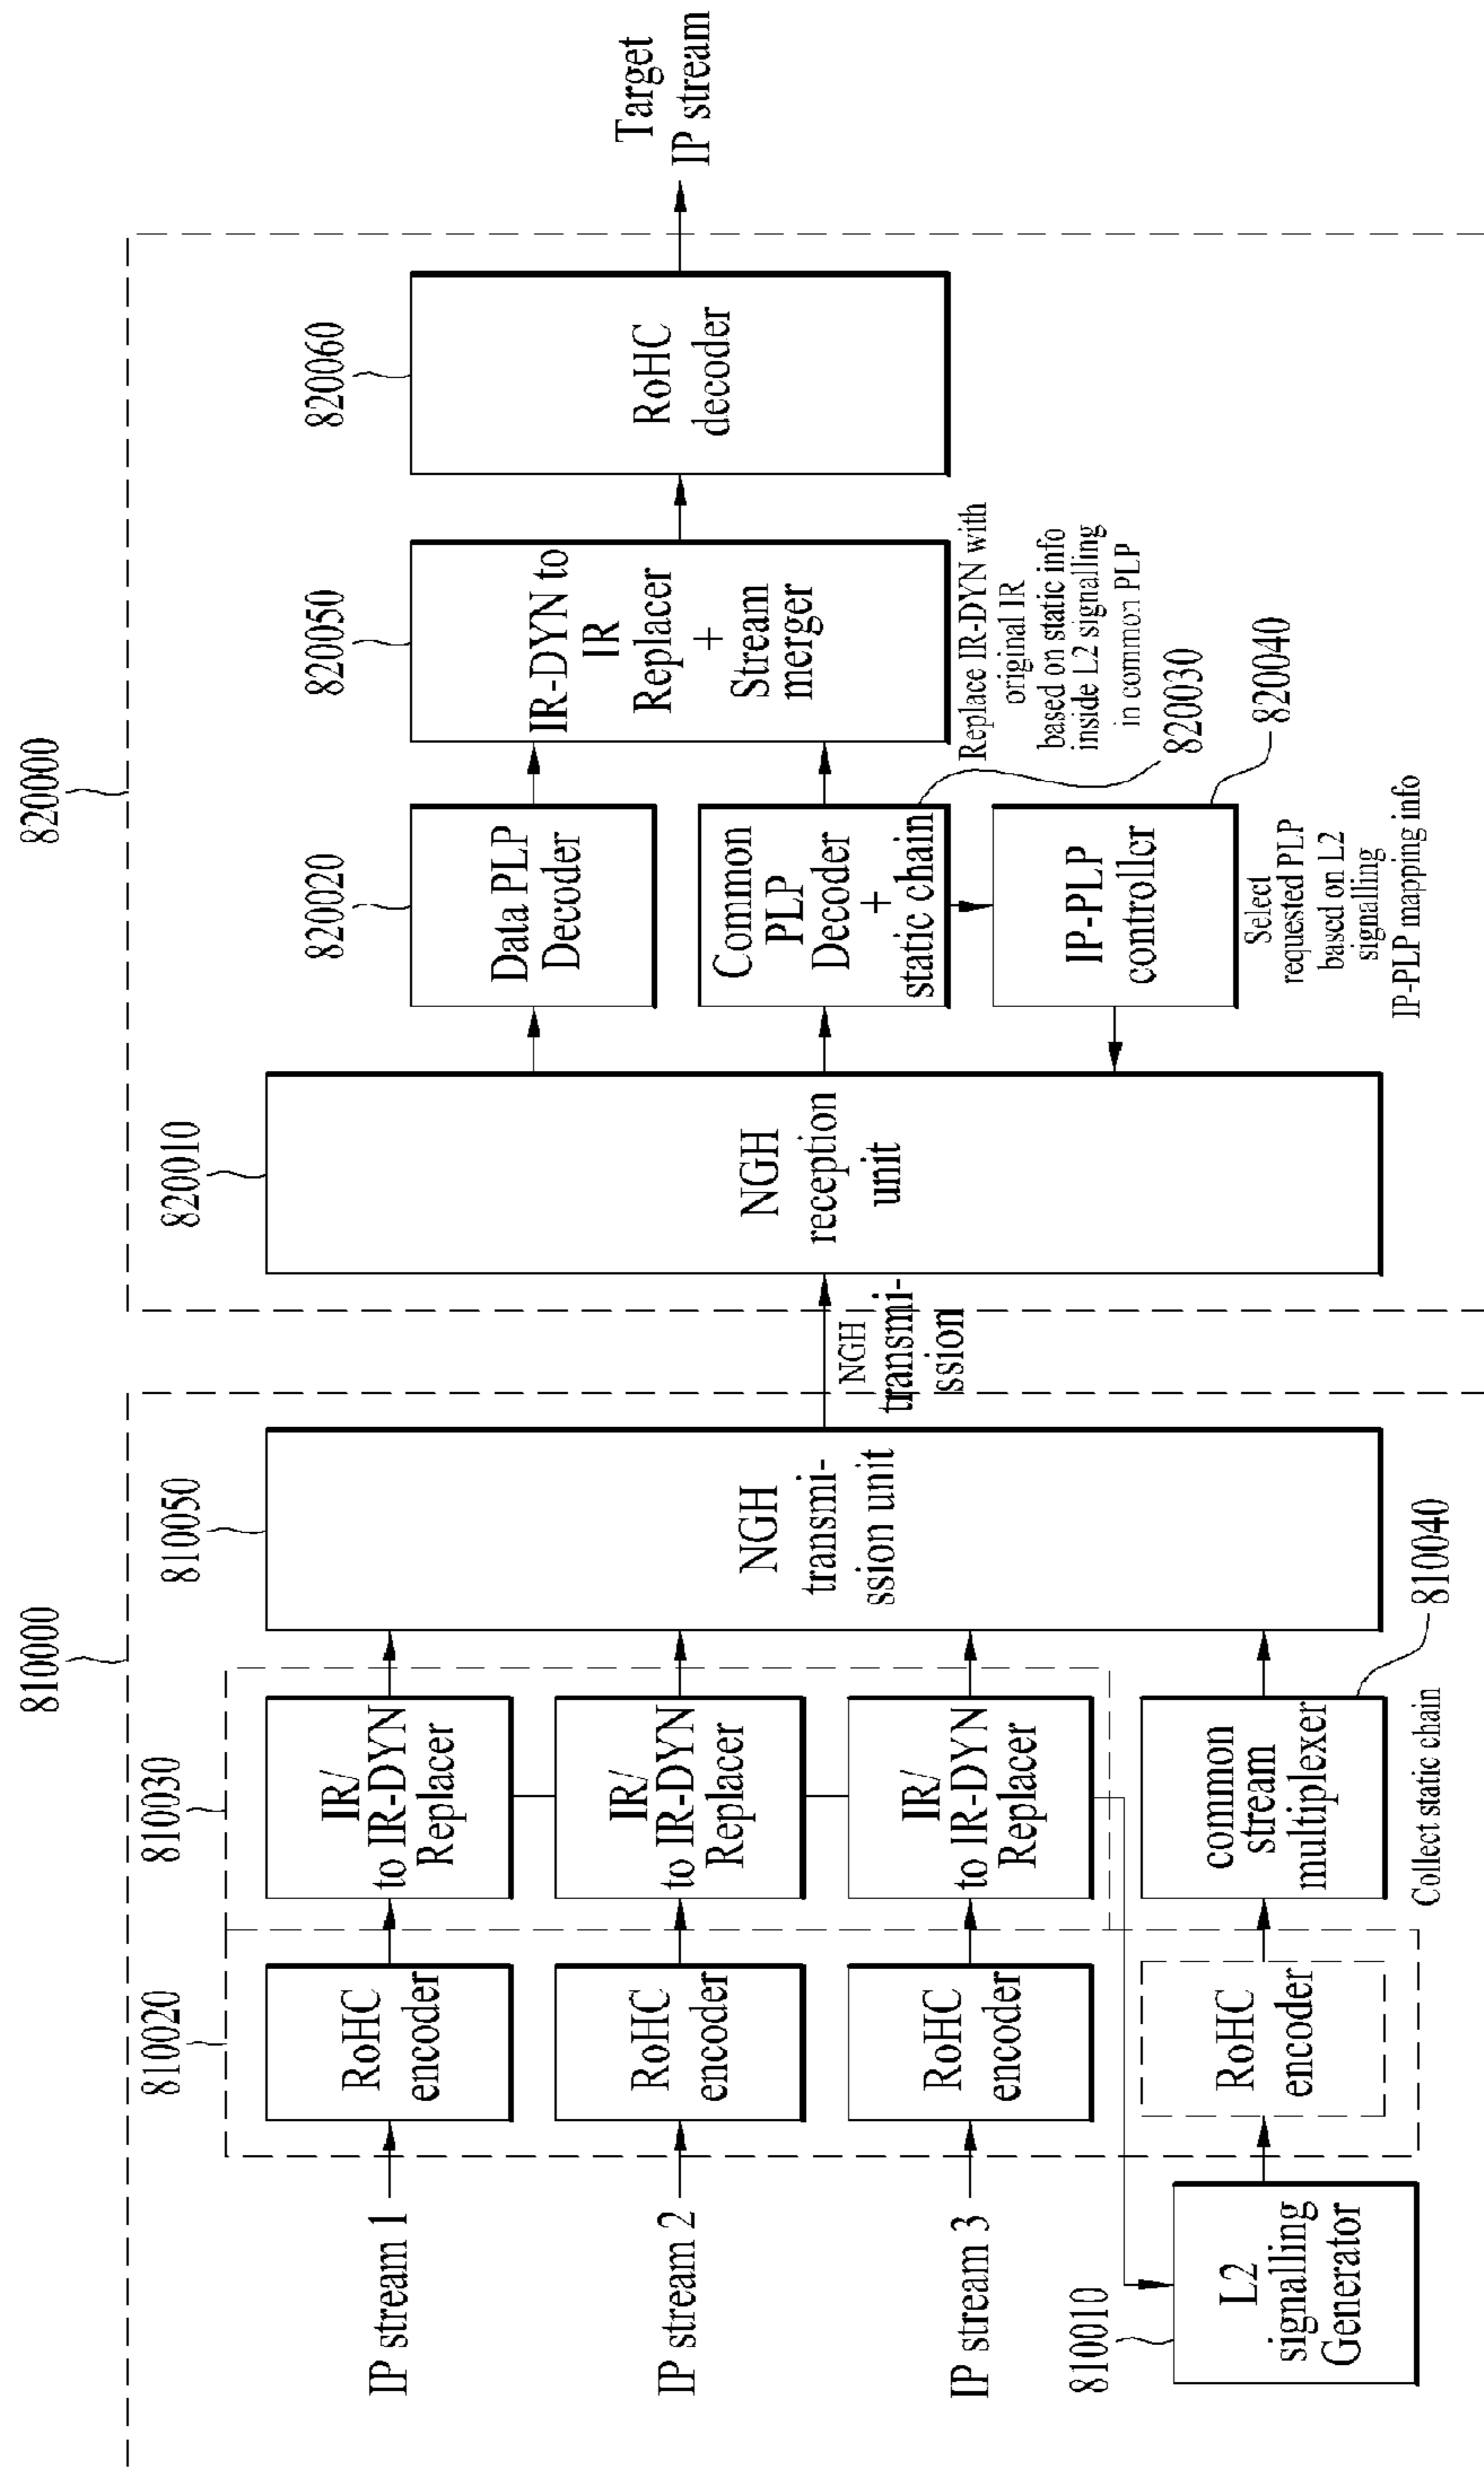 810000
810020
810030
810050
IP stream 1
RoHC
encoder
IR/
to IR-DYN
Replacer
IP stream 2
RoHC
encoder
IR/
to IR-DYN
Replacer
IP stream 3
RoHC
encoder
IR/
to IR-DYN
Replacer
NGH
transmi-
ssion unit
810010
L2
signalling
Generator
RoHC
encoder
common
stream
multiplexer
Collect static chain
810040
NGH
transmi-
ssion
820000
820010
NGH
reception
unit
820020
Data PLP
Decoder
Common
PLP
Decoder
+
static chain
820030
IP-PLP
controller
820040
Select
requested PLP
based on L2
signalling
IP-PLP mapping info
820050
IR-DYN to
IR
Replacer
+
Stream
merger
Replace IR-DYN with
original IR
based on static info
inside L2 signalling
in common PLP
820060
RoHC
decoder
Target
IP stream